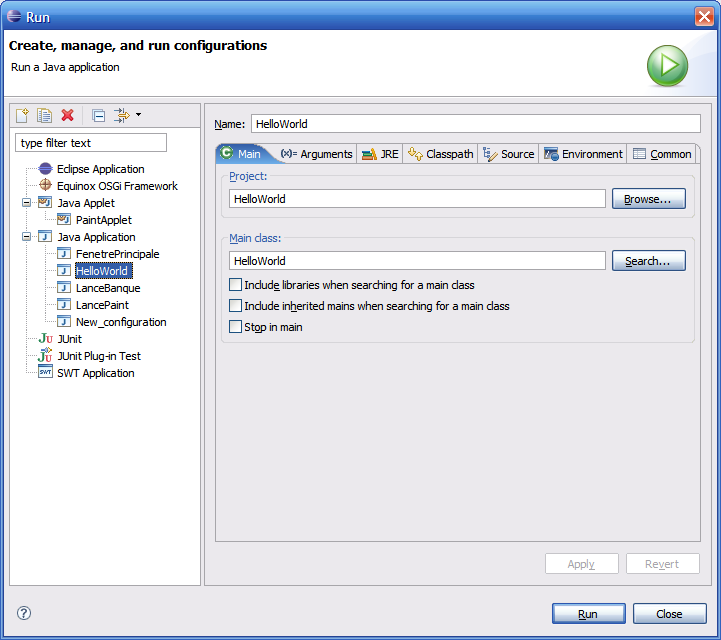 Run
Create, manage, and run configurations
Run a Java application
type filter text
Eclipse Application
Equinox OSGi Framework
Java Applet
PaintApplet
Java Application
FenetrePrincipale
HelloWorld
LanceBanque
LancePaint
New_configuration
JUnit
JUnit Plug-in Test
SWT Application
Name: HelloWorld
Main (x)= Arguments JRE Classpath Source Environment Common
Project:
HelloWorld Browse...
Main class:
HelloWorld Search...
Include libraries when searching for a main class
Include inherited mains when searching for a main class
Stop in main
Apply Revert
Run Close